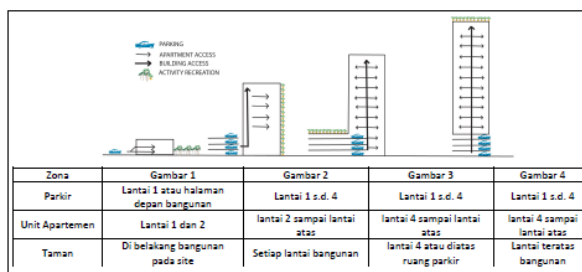 PARKING
APARTMENT ACCESS
BUILDING ACCESS
ACTIVITY RECREATION
Zona Gambar 1 Gambar 2 Gambar 3 Gambar 4
Parkir Lantai 1 atau halaman depan bangunan Lantai 1 s.d. 4 Lantai 1 s.d. 4 Lantai 1 s.d. 4
Unit Apartemen Lantai 1 dan 2 lantai 2 sampai lantai atas lantai 4 sampai lantai atas lantai 4 sampai lantai atas
Taman Di belakang bangunan pada site Setiap lantai bangunan lantai 4 atau diatas ruang parkir Lantai teratas bangunan